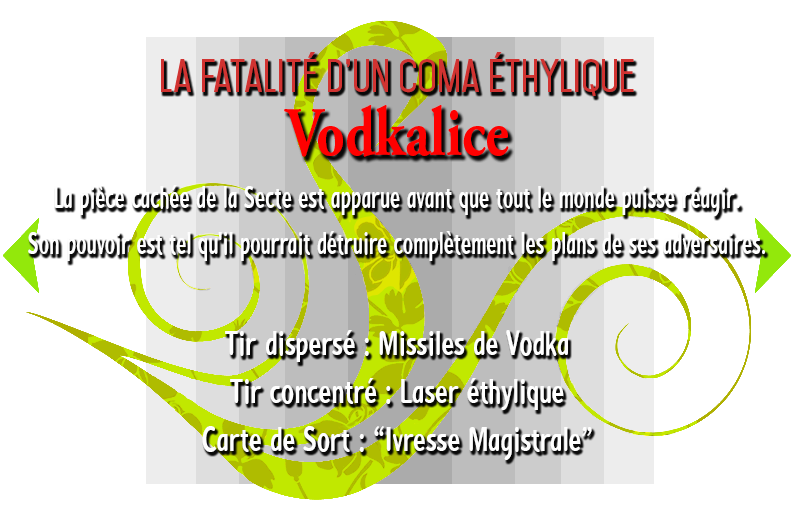 LA FATALITÉ D'UN COMA ÉTHYLIQUE
Vodkalice
La pièce cachée de la Secte est apparue avant que tout le monde puisse réagir.
Son pouvoir est tel qu'il pourrait détruire complètement les plans de ses adversaires.
Tir dispersé : Missiles de Vodka
Tir concentré : Laser éthylique
Carte de Sort : “Ivresse Magistrale”